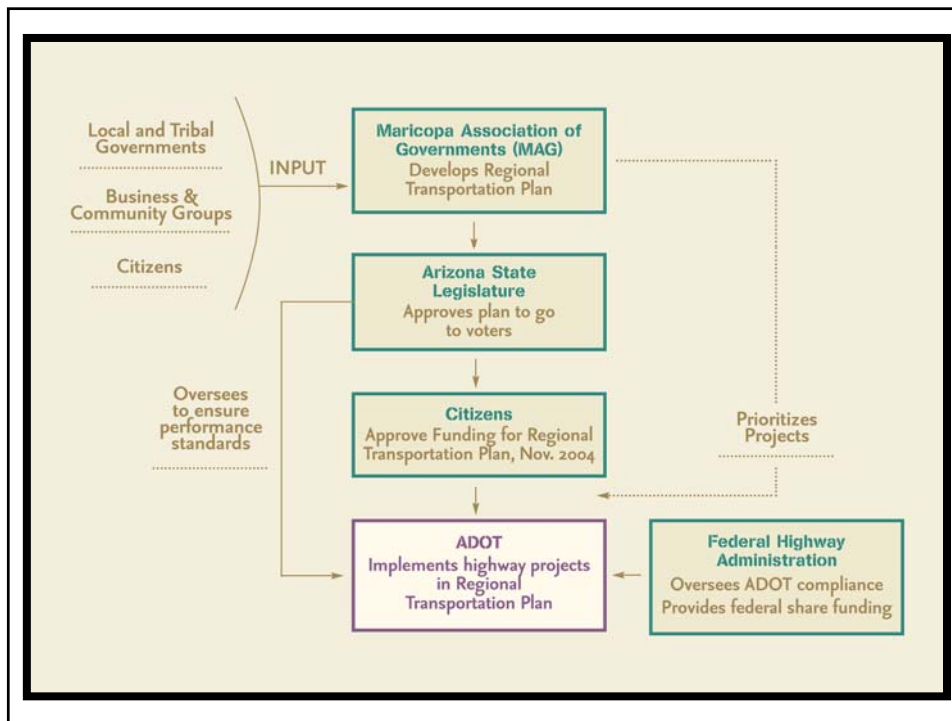 Local and Tribal
Governments
Business &
Community Groups
Citizens
INPUT
Maricopa Association of
Governments (MAG)
Develops Regional
Transportation Plan
Arizona State
Legislature
Approves plan to go
to voters
Oversees
to ensure
performance
standards
Citizens
Approve Funding for Regional
Transportation Plan, Nov. 2004
Prioritizes
Projects
ADOT
Implements highway projects
in Regional
Transportation Plan
Federal Highway
Administration
Oversees ADOT compliance
Provides federal share funding